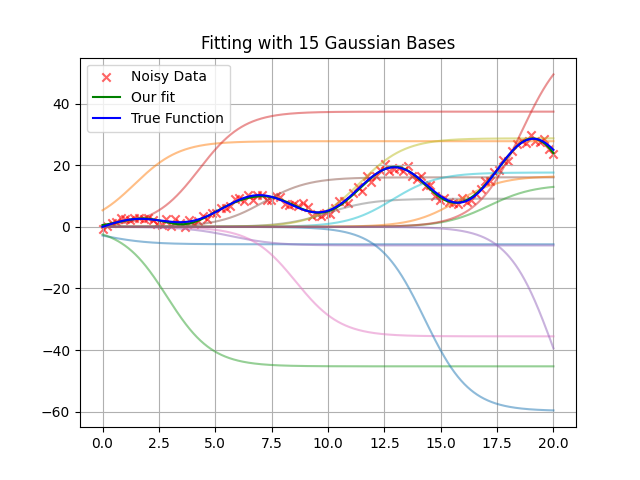 Fitting with 15 Gaussian Bases
Noisy Data
Our fit
True Function
40
20
0
−20
−40
−60
0.0 2.5 5.0 7.5 10.0 12.5 15.0 17.5 20.0